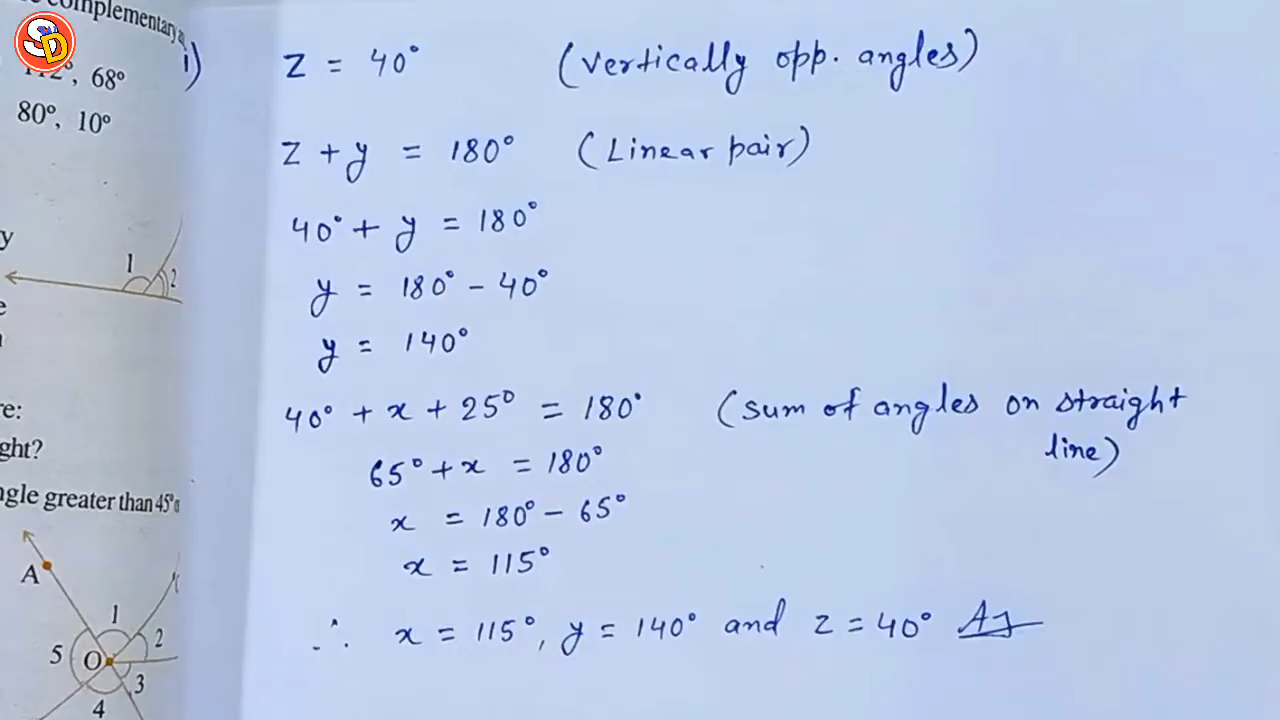 SD
complementary
112°, 68°
80°, 10°
y
1
2
re:
ght?
ngle greater than 45°
A
1
2
5
O
3
4
i)
z = 40° (vertically opp. angles)
z + y = 180° (Linear pair)
40° + y = 180°
y = 180° - 40°
y = 140°
40° + x + 25° = 180° (sum of angles on straight
line)
65° + x = 180°
x = 180° - 65°
x = 115°
∴ x = 115°, y = 140° and z = 40°